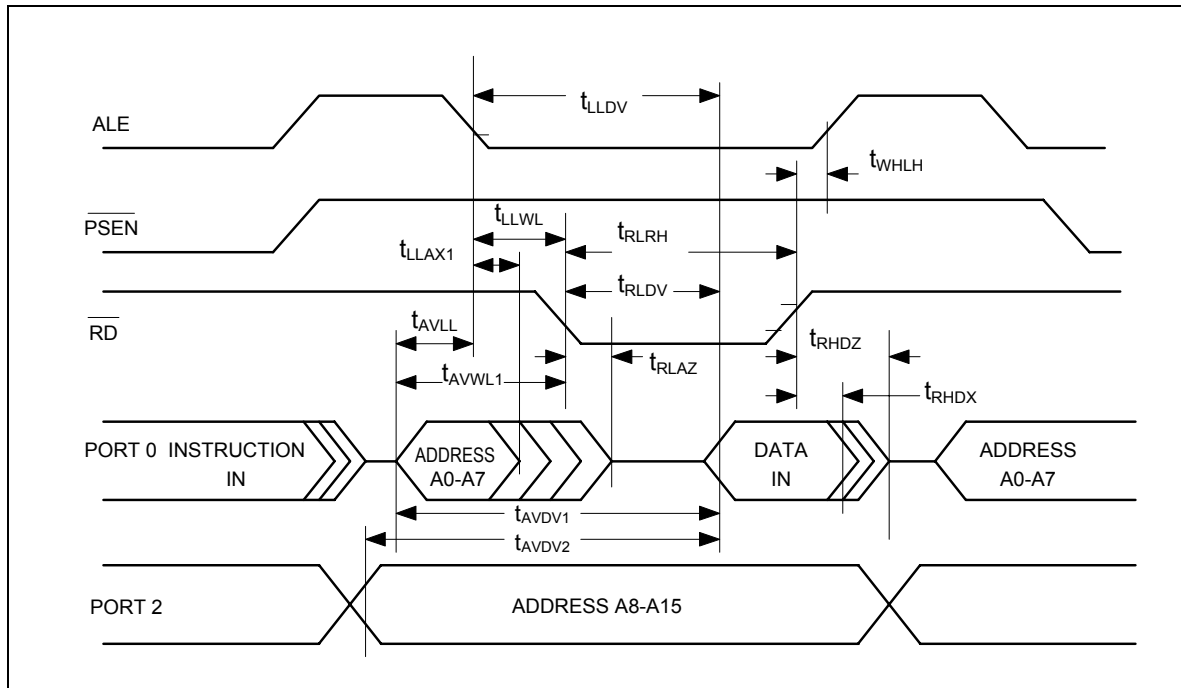 ALE
tLLDV
tWHLH
PSEN
tLLWL
tRLRH
tLLAX1
tRLDV
RD
tAVLL
tRLAZ
tRHDZ
tAVWL1
tRHDX
PORT 0 INSTRUCTION
IN
ADDRESS
A0-A7
DATA
IN
ADDRESS
A0-A7
tAVDV1
tAVDV2
PORT 2
ADDRESS A8-A15